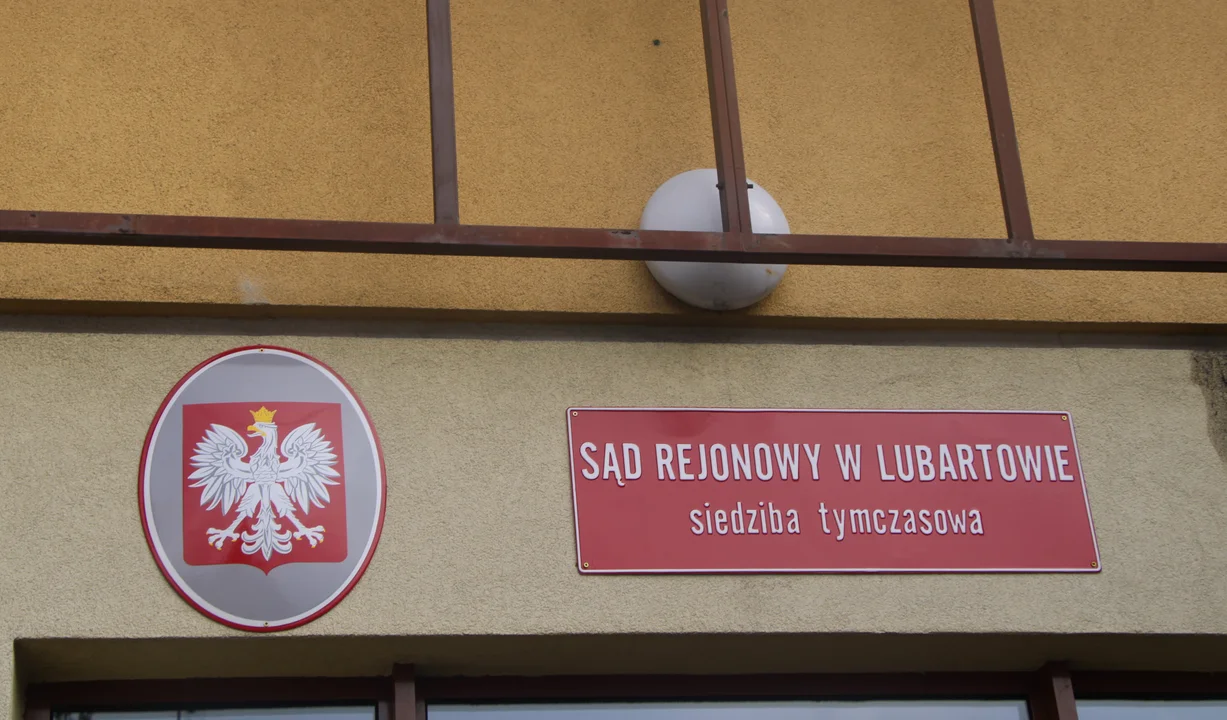 SĄD REJONOWY W LUBARTOWIE
siedziba tymczasowa